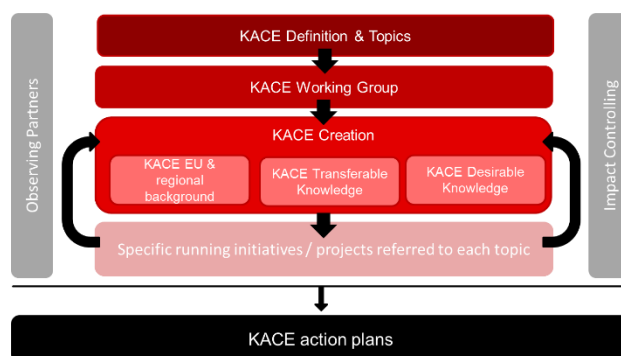 KACE Definition & Topics
KACE Working Group
KACE Creation
KACE EU &
regional
background
KACE Transferable
Knowledge
KACE Desirable
Knowledge
Specific running initiatives / projects referred to each topic
Observing Partners
Impact Controlling
KACE action plans